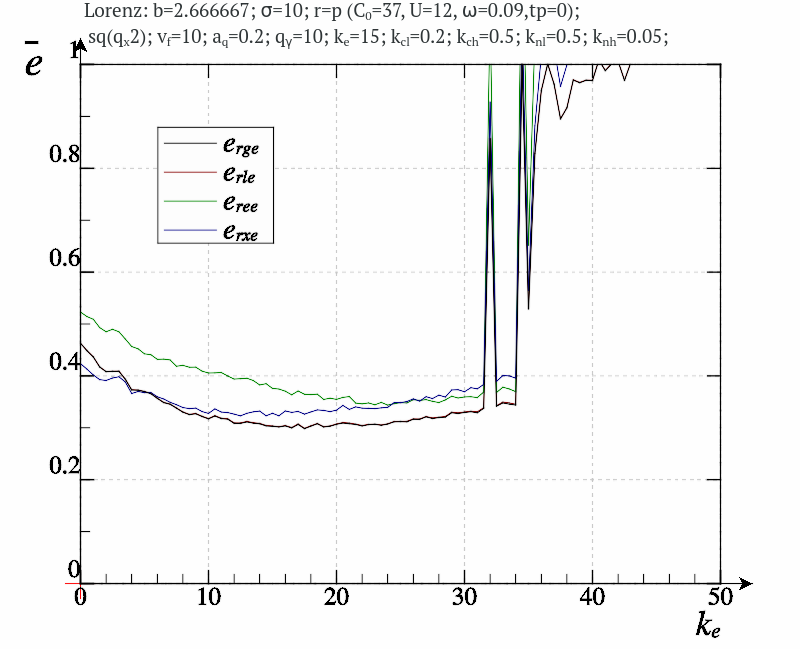 Lorenz: b=2.666667; σ=10; r=p (C₀=37, U=12, ω=0.09,tp=0);
sq(qₓ2); v_f=10; a_q=0.2; q_γ=10; k_e=15; k_cl=0.2; k_ch=0.5; k_nl=0.5; k_nh=0.05;
ē
1
e_rge
e_rle
e_ree
e_rxe
0.8
0.6
0.4
0.2
0
0 10 20 30 40 50
k_e